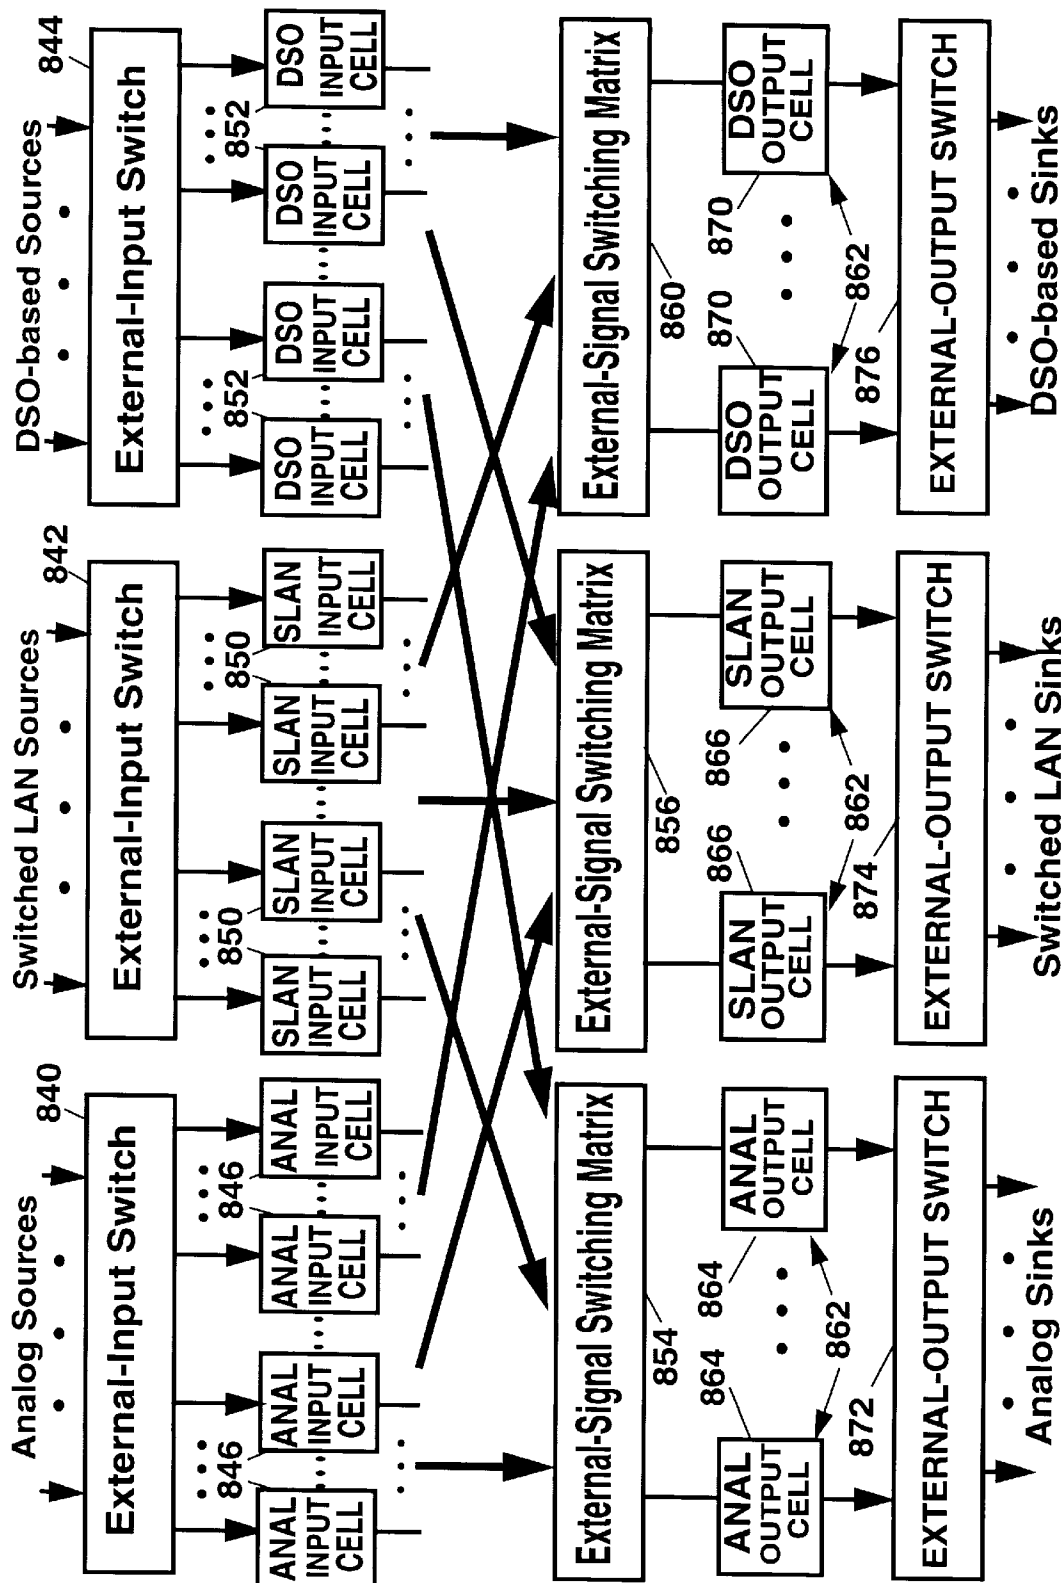 Analog Sources
Switched LAN Sources
DSO-based Sources
840
842
844
External-Input Switch
External-Input Switch
External-Input Switch
846
846
850
850
852
852
ANAL
INPUT
CELL
ANAL
INPUT
CELL
ANAL
INPUT
CELL
ANAL
INPUT
CELL
SLAN
INPUT
CELL
SLAN
INPUT
CELL
SLAN
INPUT
CELL
SLAN
INPUT
CELL
DSO
INPUT
CELL
DSO
INPUT
CELL
DSO
INPUT
CELL
DSO
INPUT
CELL
External-Signal Switching Matrix
External-Signal Switching Matrix
External-Signal Switching Matrix
854
856
860
864
864
866
866
870
870
ANAL
OUTPUT
CELL
ANAL
OUTPUT
CELL
SLAN
OUTPUT
CELL
SLAN
OUTPUT
CELL
DSO
OUTPUT
CELL
DSO
OUTPUT
CELL
862
862
862
872
874
876
EXTERNAL-OUTPUT SWITCH
EXTERNAL-OUTPUT SWITCH
EXTERNAL-OUTPUT SWITCH
Analog Sinks
Switched LAN Sinks
DSO-based Sinks